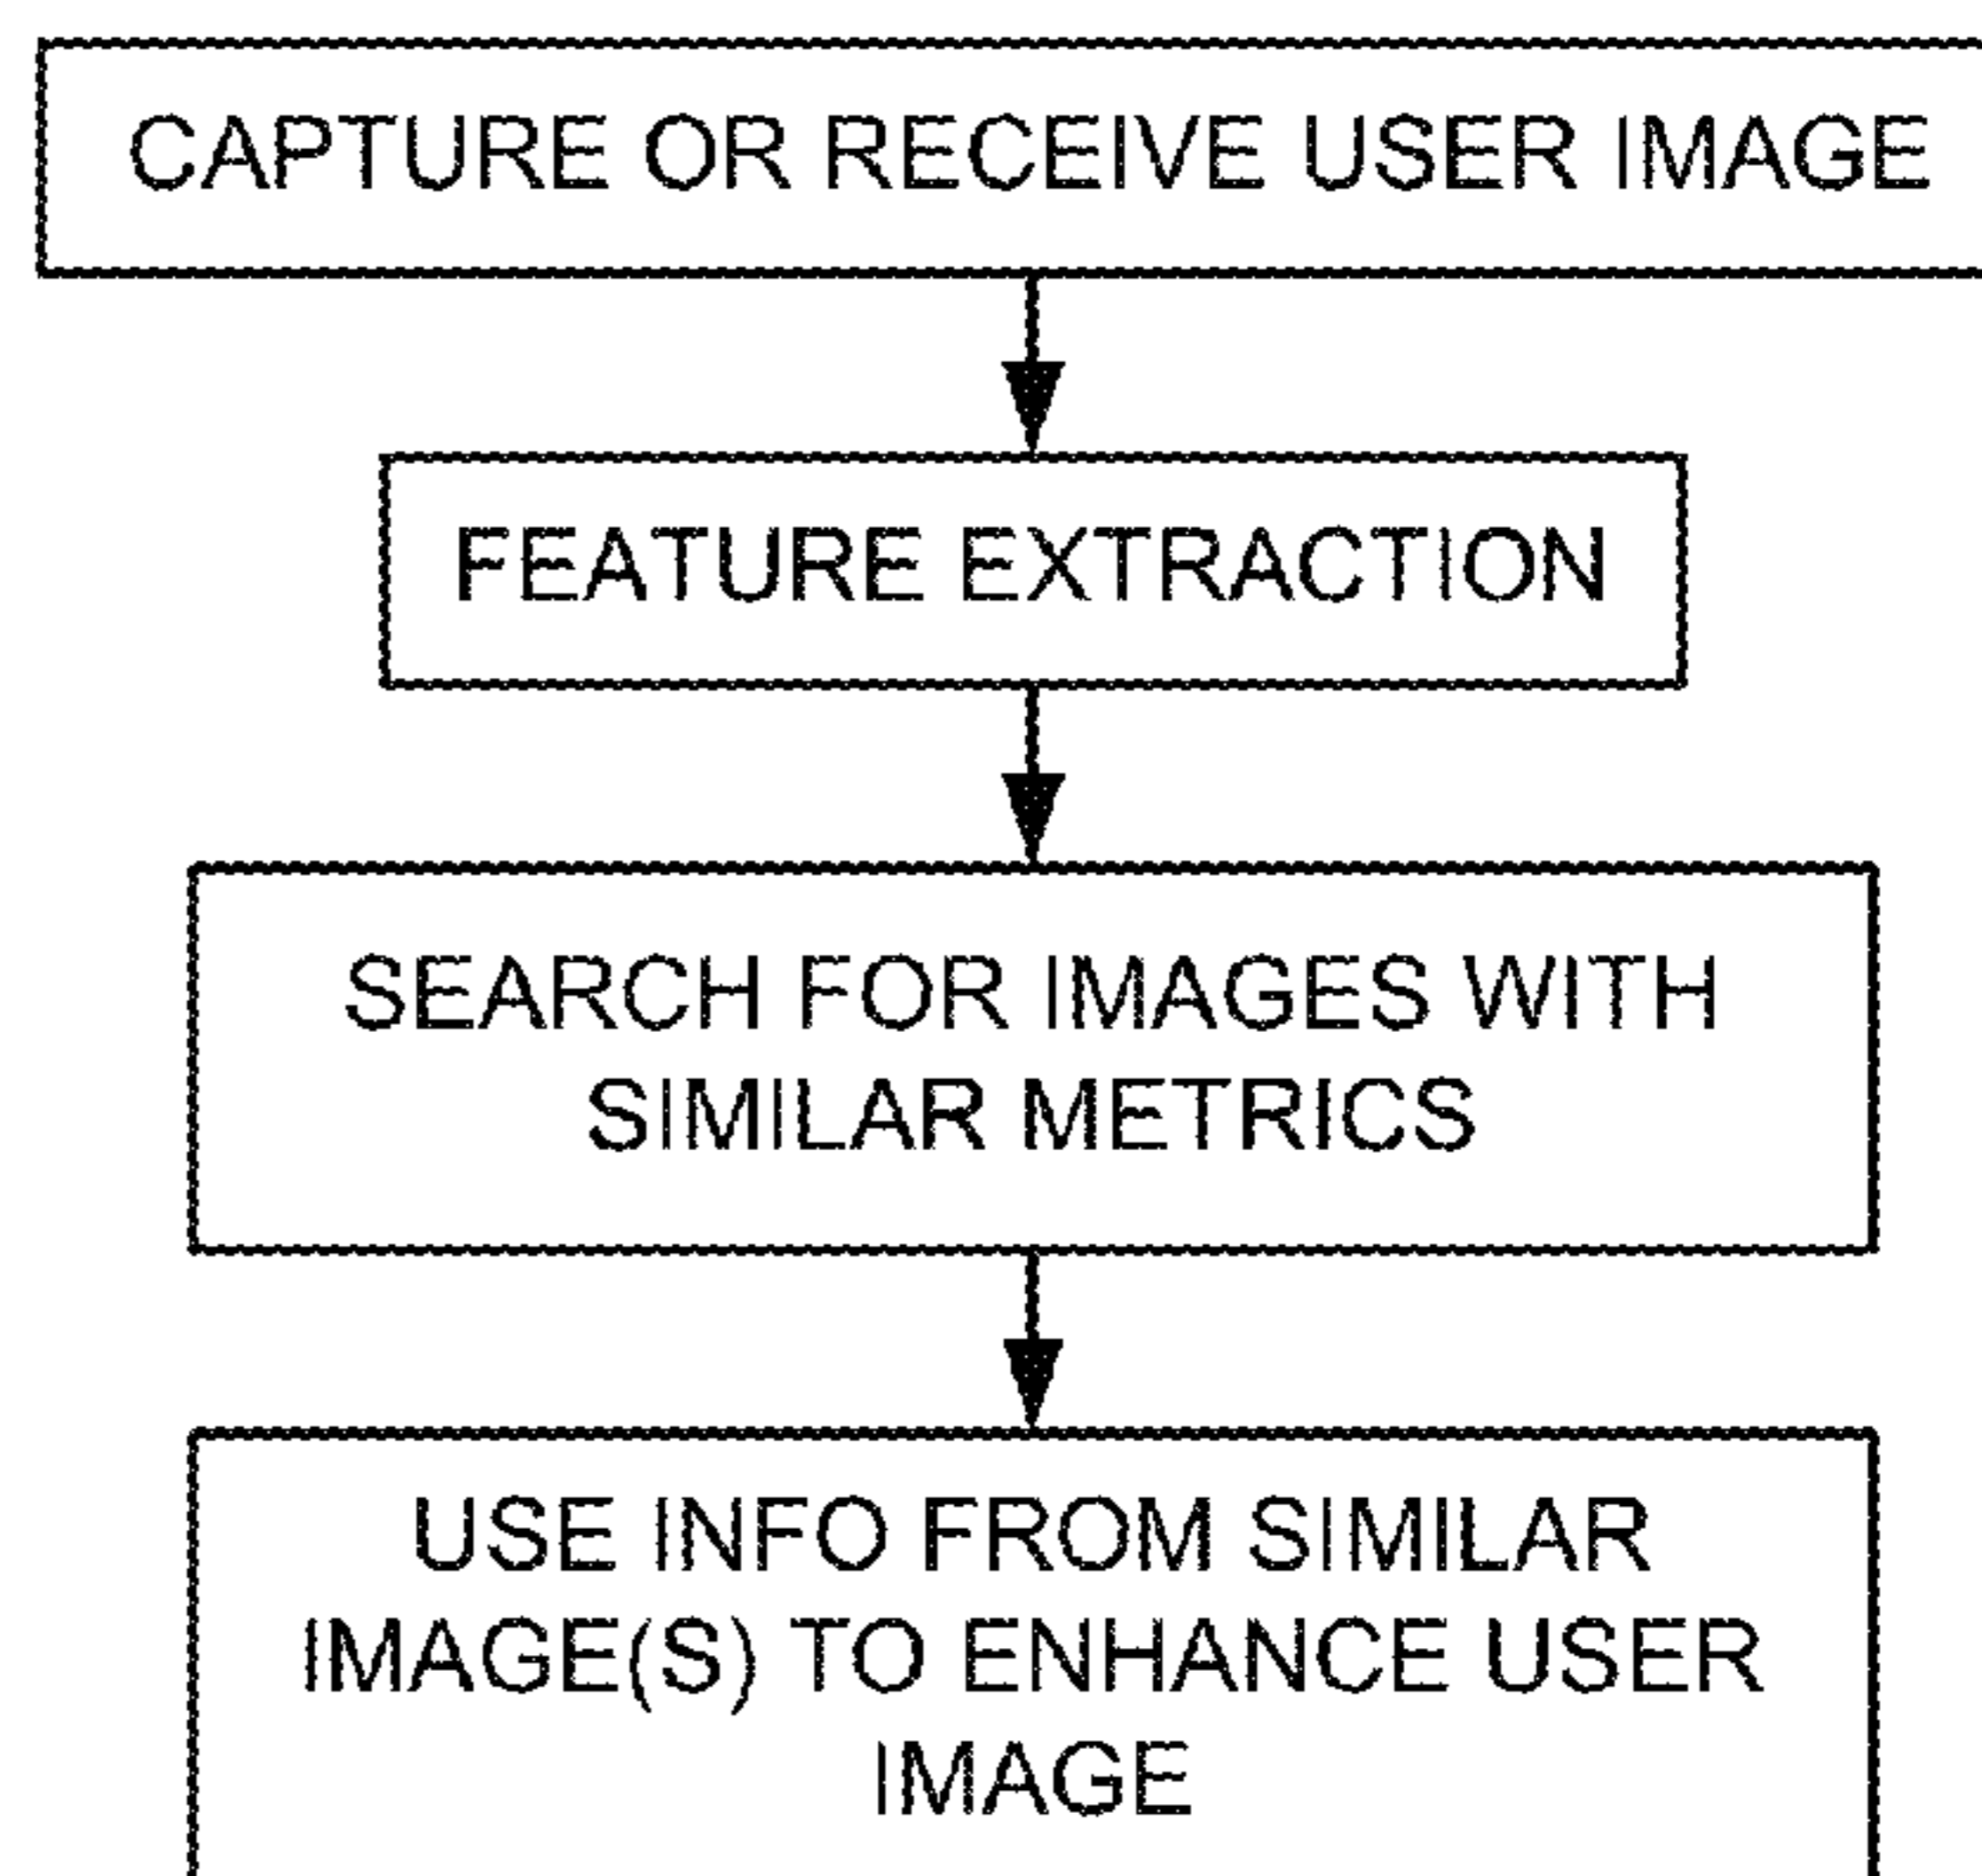 CAPTURE OR RECEIVE USER IMAGE
FEATURE EXTRACTION
SEARCH FOR IMAGES WITH
SIMILAR METRICS
USE INFO FROM SIMILAR
IMAGE(S) TO ENHANCE USER
IMAGE